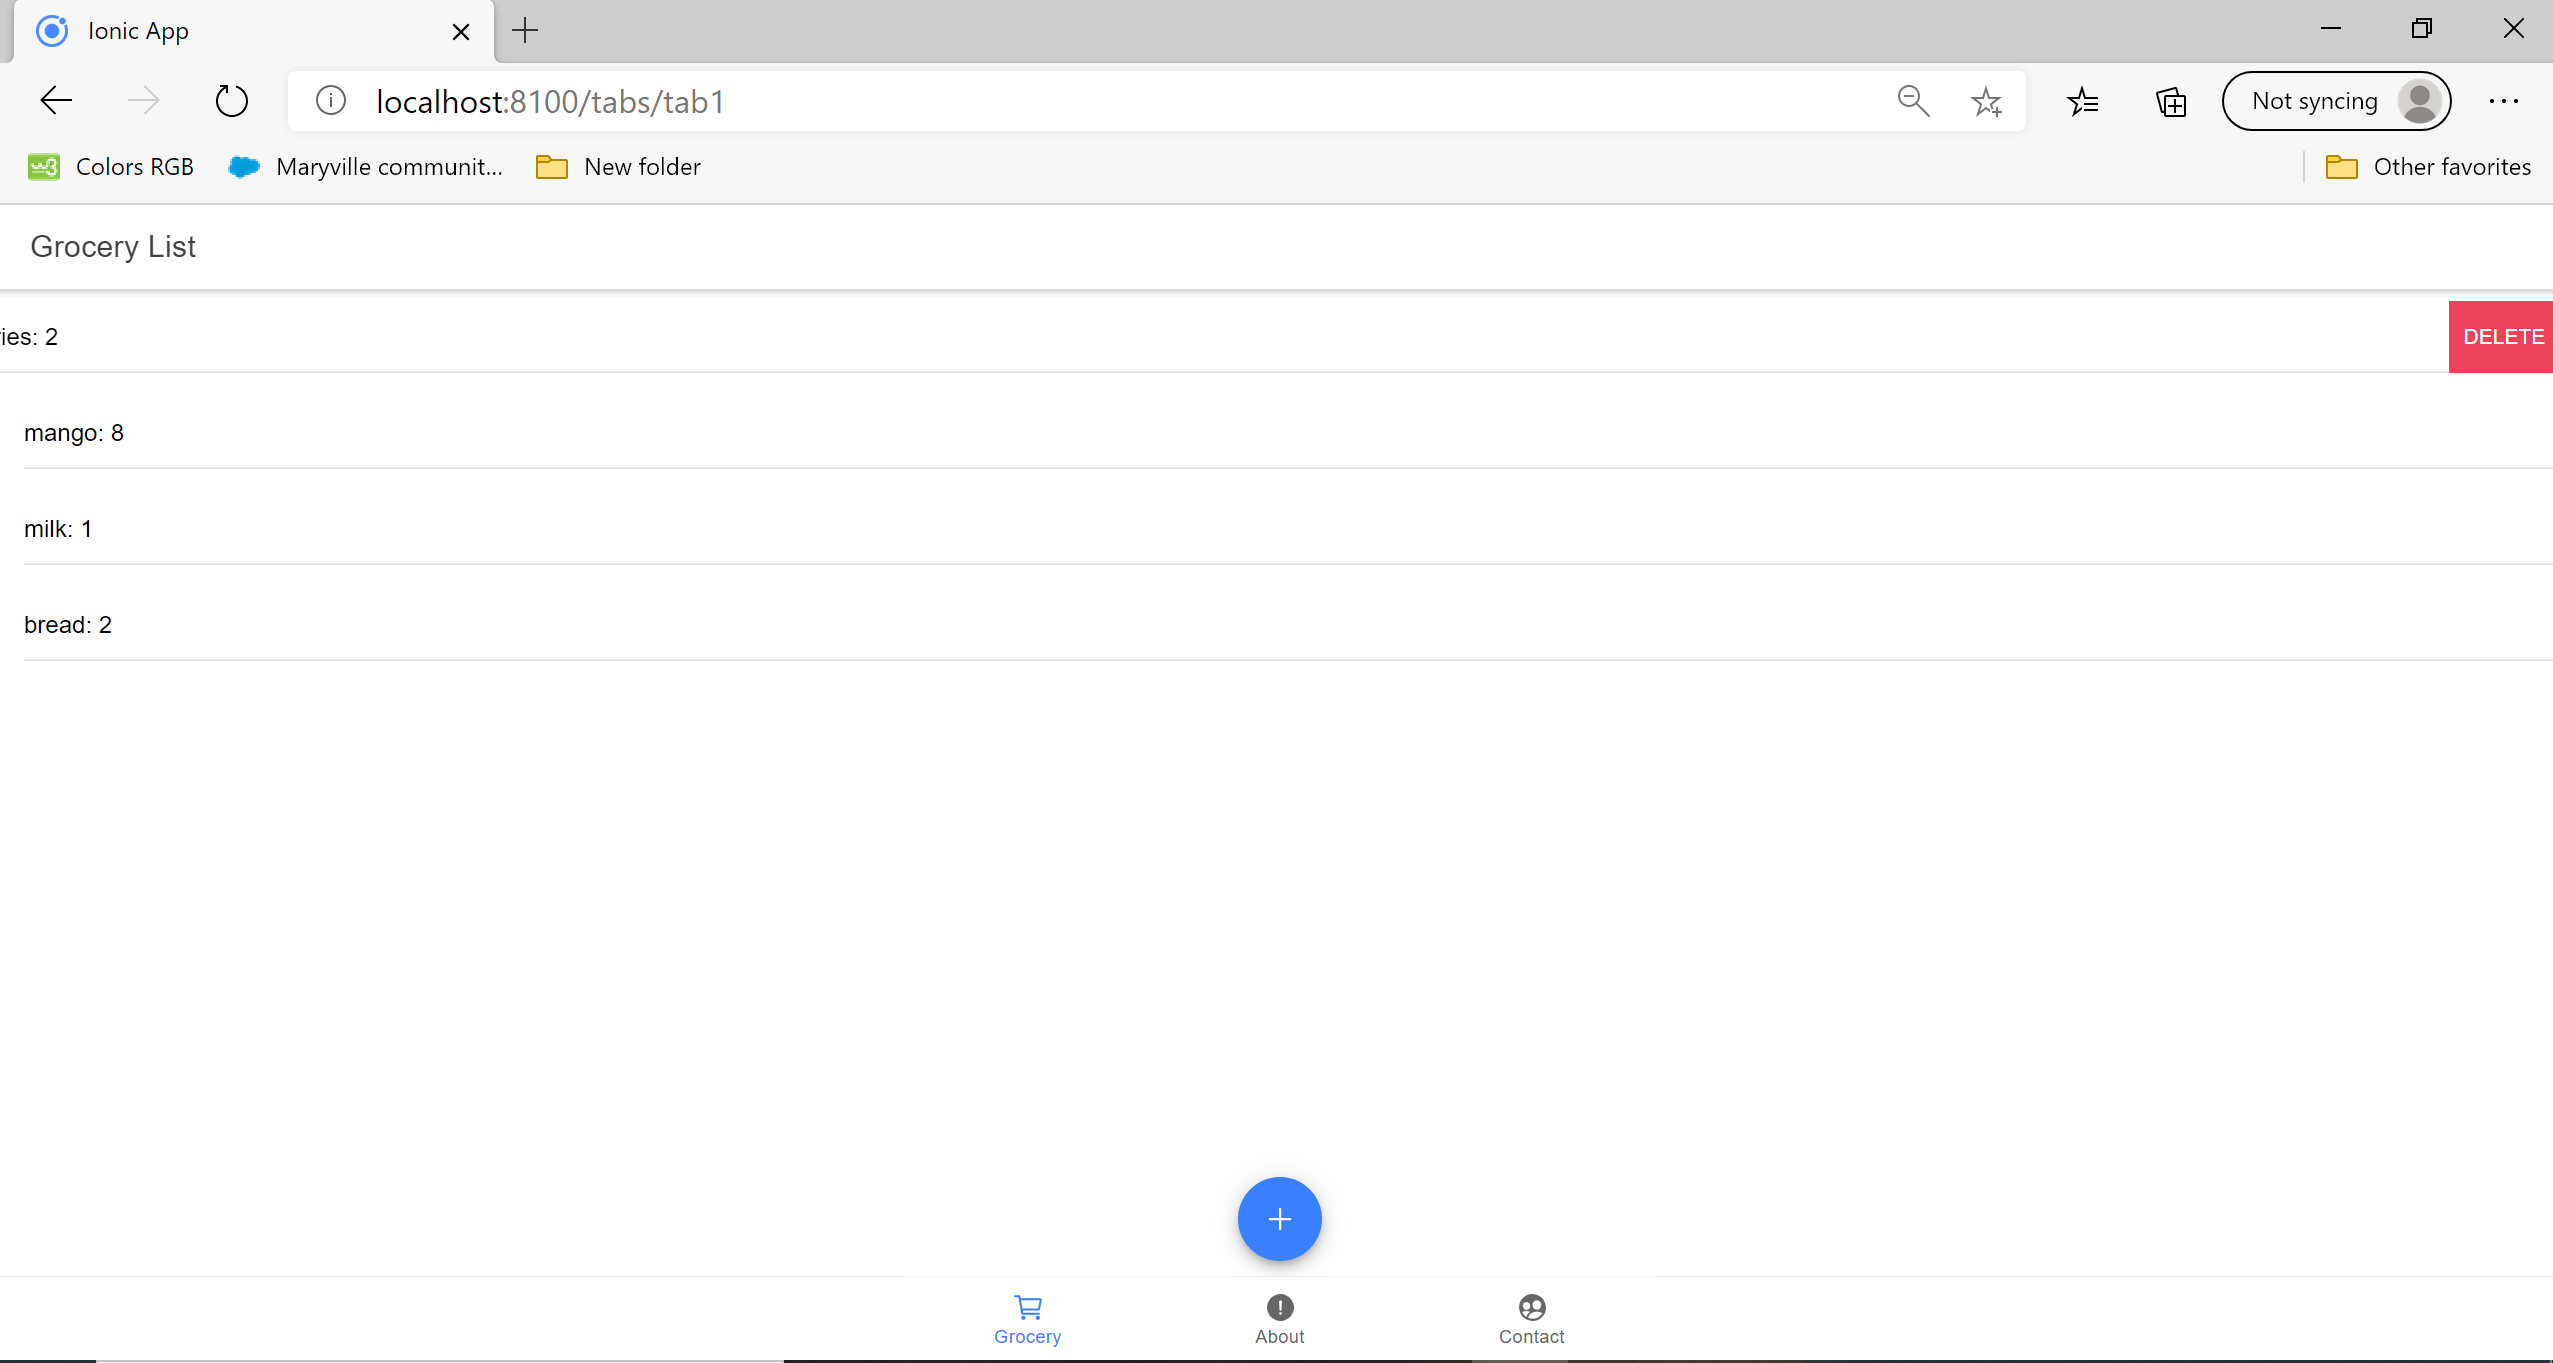 Ionic App
localhost:8100/tabs/tab1
Not syncing
Colors RGB
Maryville communit...
New folder
Other favorites
Grocery List
ies: 2
DELETE
mango: 8
milk: 1
bread: 2
Grocery
About
Contact